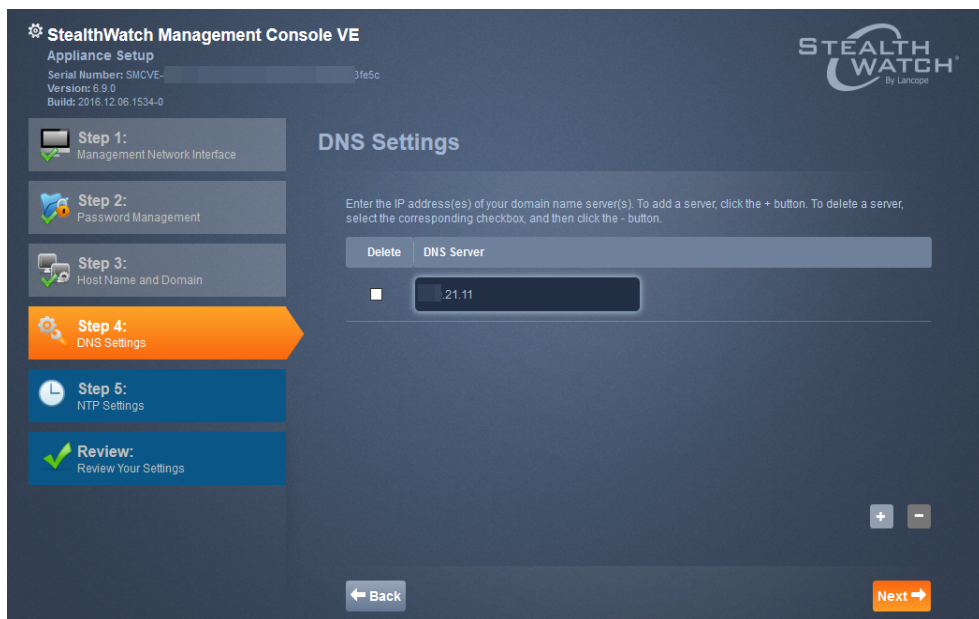 StealthWatch Management Console VE
Appliance Setup
Serial Number: SMCVE- 3fe5c
Version: 6.9.0
Build: 2016.12.06.1534-0
STEALTH
WATCH
By Lancope
Step 1:
Management Network Interface
Step 2:
Password Management
Step 3:
Host Name and Domain
Step 4:
DNS Settings
Step 5:
NTP Settings
Review:
Review Your Settings
DNS Settings
Enter the IP address(es) of your domain name server(s). To add a server, click the + button. To delete a server,
select the corresponding checkbox, and then click the - button.
Delete DNS Server
.21.11
+ -
Back
Next